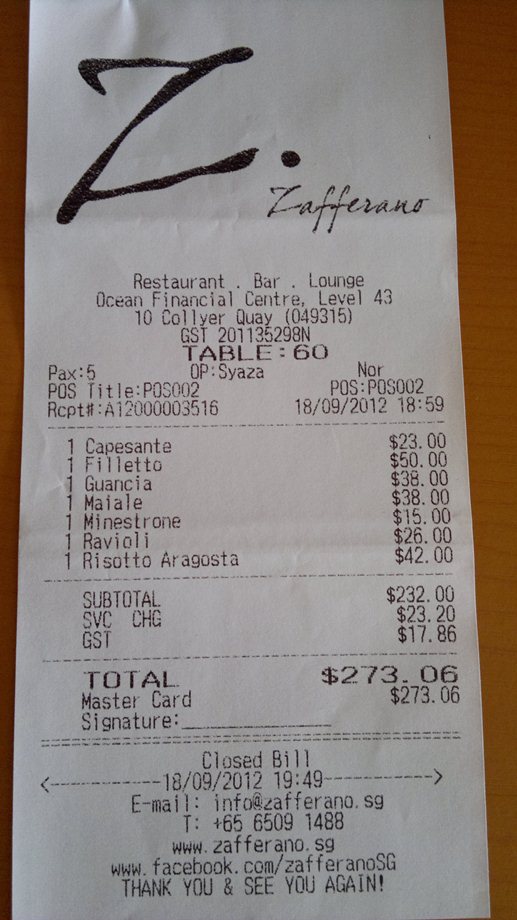 Z.
Zafferano
Restaurant . Bar . Lounge
Ocean Financial Centre, Level 43
10 Collyer Quay (049315)
GST 201135298N
TABLE: 60
Pax:5 OP:Syaza Nor
POS Title:POS002 POS:POS002
Rcpt#:A12000003516 18/09/2012 18:59
1 Capesante $23.00
1 Filletto $50.00
1 Guancia $38.00
1 Maiale $38.00
1 Minestrone $15.00
1 Ravioli $26.00
1 Risotto Aragosta $42.00
SUBTOTAL $232.00
SVC CHG $23.20
GST $17.86
TOTAL $273.06
Master Card $273.06
Signature:
Closed Bill
<----------18/09/2012 19:49---------->
E-mail: info@zafferano.sg
T: +65 6509 1488
www.zafferano.sg
www.facebook.com/zafferanoSG
THANK YOU & SEE YOU AGAIN!